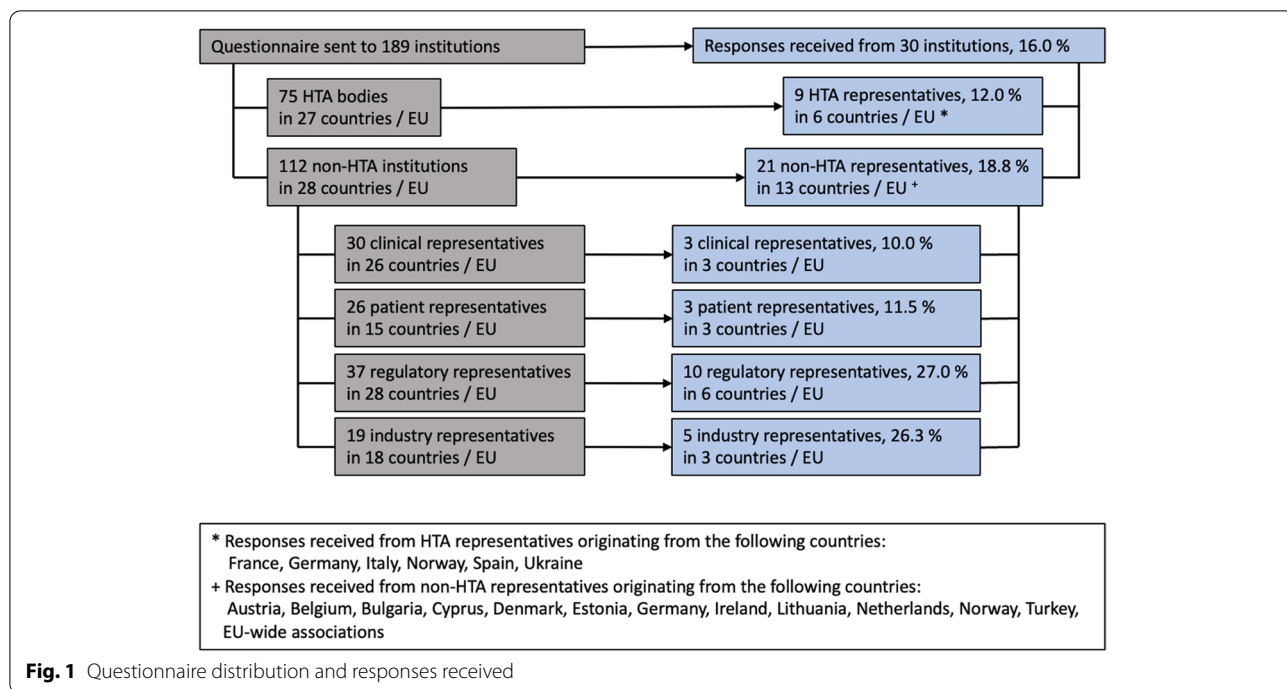 Questionnaire sent to 189 institutions
Responses received from 30 institutions, 16.0 %
75 HTA bodies
in 27 countries / EU
9 HTA representatives, 12.0 %
in 6 countries / EU *
112 non-HTA institutions
in 28 countries / EU
21 non-HTA representatives, 18.8 %
in 13 countries / EU +
30 clinical representatives
in 26 countries / EU
3 clinical representatives, 10.0 %
in 3 countries / EU
26 patient representatives
in 15 countries / EU
3 patient representatives, 11.5 %
in 3 countries / EU
37 regulatory representatives
in 28 countries / EU
10 regulatory representatives, 27.0 %
in 6 countries / EU
19 industry representatives
in 18 countries / EU
5 industry representatives, 26.3 %
in 3 countries / EU
* Responses received from HTA representatives originating from the following countries:
France, Germany, Italy, Norway, Spain, Ukraine
+ Responses received from non-HTA representatives originating from the following countries:
Austria, Belgium, Bulgaria, Cyprus, Denmark, Estonia, Germany, Ireland, Lithuania, Netherlands, Norway, Turkey,
EU-wide associations
Fig. 1 Questionnaire distribution and responses received